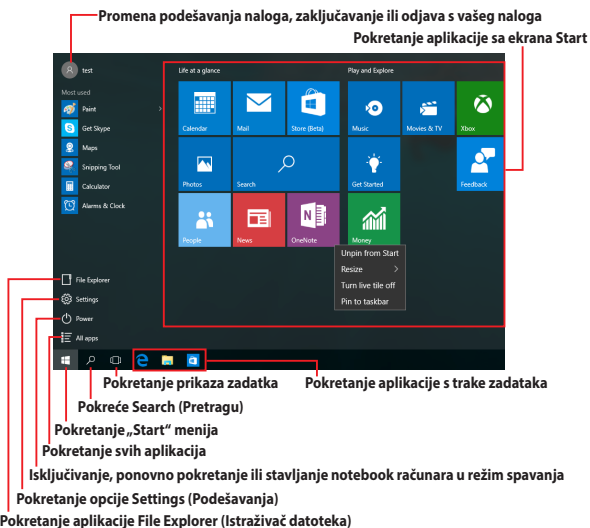 Promena podešavanja naloga, zaključavanje ili odjava s vašeg naloga
Pokretanje aplikacije sa ekrana Start
test
Most used
Paint
Get Skype
Maps
Snipping Tool
Calculator
Alarms & Clock
File Explorer
Settings
Power
All apps
Life at a glance
Play and Explore
Calendar
Mail
Store (Beta)
Music
Movies & TV
Xbox
Photos
Search
Get Started
Feedback
People
News
OneNote
Money
Unpin from Start
Resize
Turn live tile off
Pin to taskbar
Pokretanje prikaza zadatka
Pokretanje aplikacije s trake zadataka
Pokreće Search (Pretragu)
Pokretanje „Start“ menija
Pokretanje svih aplikacija
Isključivanje, ponovno pokretanje ili stavljanje notebook računara u režim spavanja
Pokretanje opcije Settings (Podešavanja)
Pokretanje aplikacije File Explorer (Istraživač datoteka)